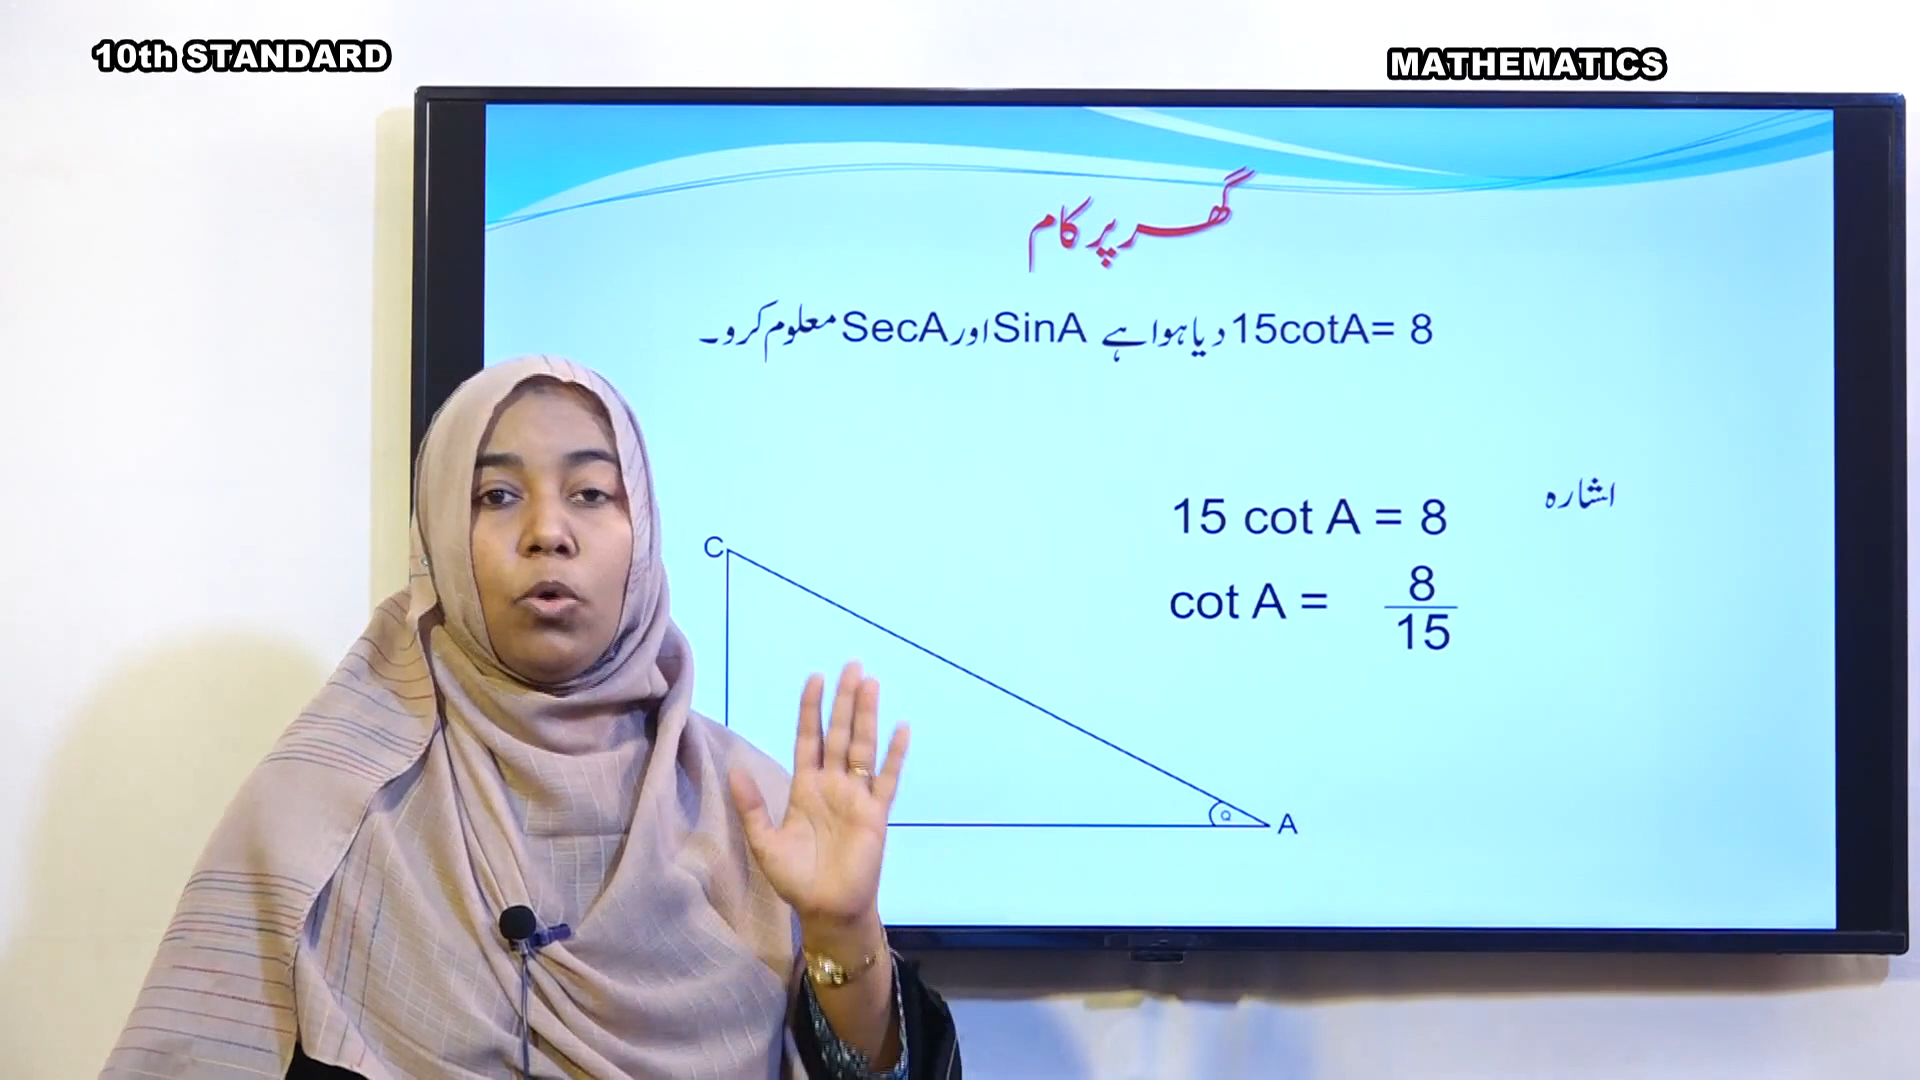 10th STANDARD
MATHEMATICS
گھر پر کام
15cotA= 8 دیا ہوا ہے SinA اور SecA معلوم کرو۔
اشارہ
15 cot A = 8
cot A = 8/15
C
A